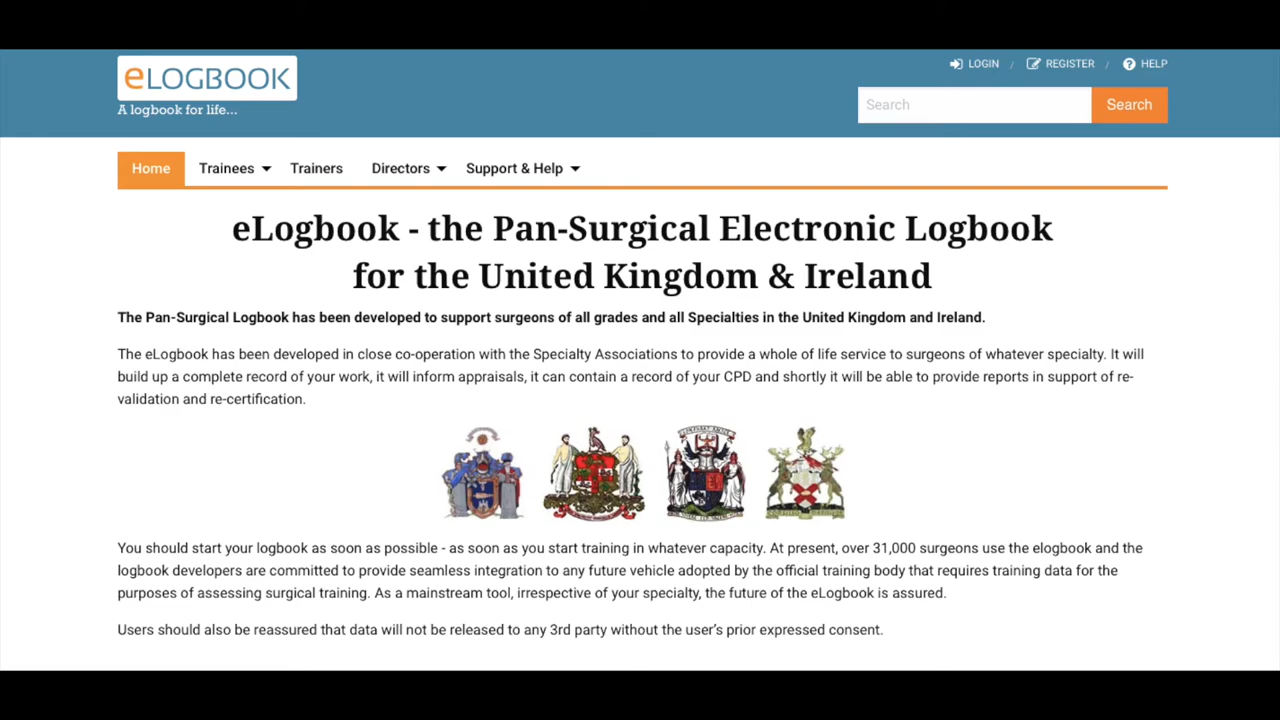 eLOGBOOK
A logbook for life...
LOGIN / REGISTER / HELP
Search Search
Home Trainees Trainers Directors Support & Help
eLogbook - the Pan-Surgical Electronic Logbook
for the United Kingdom & Ireland
The Pan-Surgical Logbook has been developed to support surgeons of all grades and all Specialties in the United Kingdom and Ireland.
The eLogbook has been developed in close co-operation with the Specialty Associations to provide a whole of life service to surgeons of whatever specialty. It will
build up a complete record of your work, it will inform appraisals, it can contain a record of your CPD and shortly it will be able to provide reports in support of re-
validation and re-certification.
You should start your logbook as soon as possible - as soon as you start training in whatever capacity. At present, over 31,000 surgeons use the elogbook and the
logbook developers are committed to provide seamless integration to any future vehicle adopted by the official training body that requires training data for the
purposes of assessing surgical training. As a mainstream tool, irrespective of your specialty, the future of the eLogbook is assured.
Users should also be reassured that data will not be released to any 3rd party without the user's prior expressed consent.